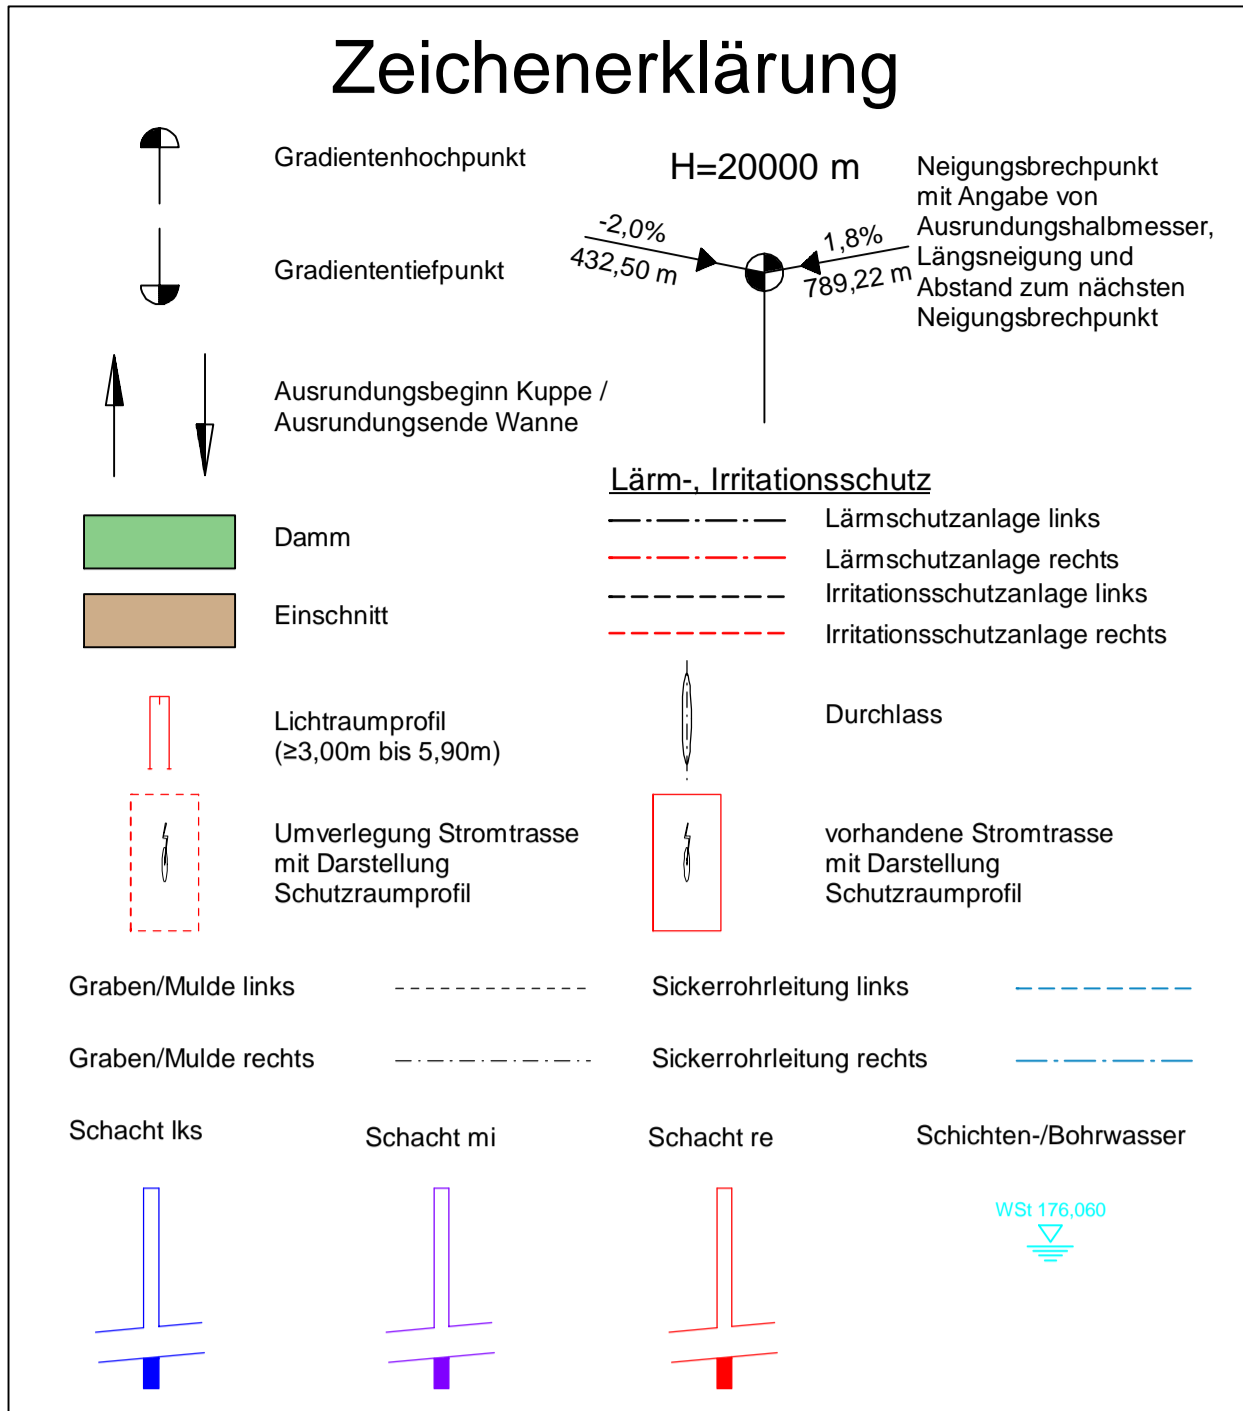 Zeichenerklärung
Gradientenhochpunkt
H=20000 m
-2,0%
432,50 m
1,8%
789,22 m
Neigungsbrechpunkt
mit Angabe von
Ausrundungshalbmesser,
Längsneigung und
Abstand zum nächsten
Neigungsbrechpunkt
Gradiententiefpunkt
Ausrundungsbeginn Kuppe /
Ausrundungsende Wanne
Lärm-, Irritationsschutz
Damm
Lärmschutzanlage links
Lärmschutzanlage rechts
Einschnitt
Irritationsschutzanlage links
Irritationsschutzanlage rechts
Lichtraumprofil
(≥3,00m bis 5,90m)
Durchlass
Umverlegung Stromtrasse
mit Darstellung
Schutzraumprofil
vorhandene Stromtrasse
mit Darstellung
Schutzraumprofil
Graben/Mulde links
Sickerrohrleitung links
Graben/Mulde rechts
Sickerrohrleitung rechts
Schacht lks
Schacht mi
Schacht re
Schichten-/Bohrwasser
WSt 176,060